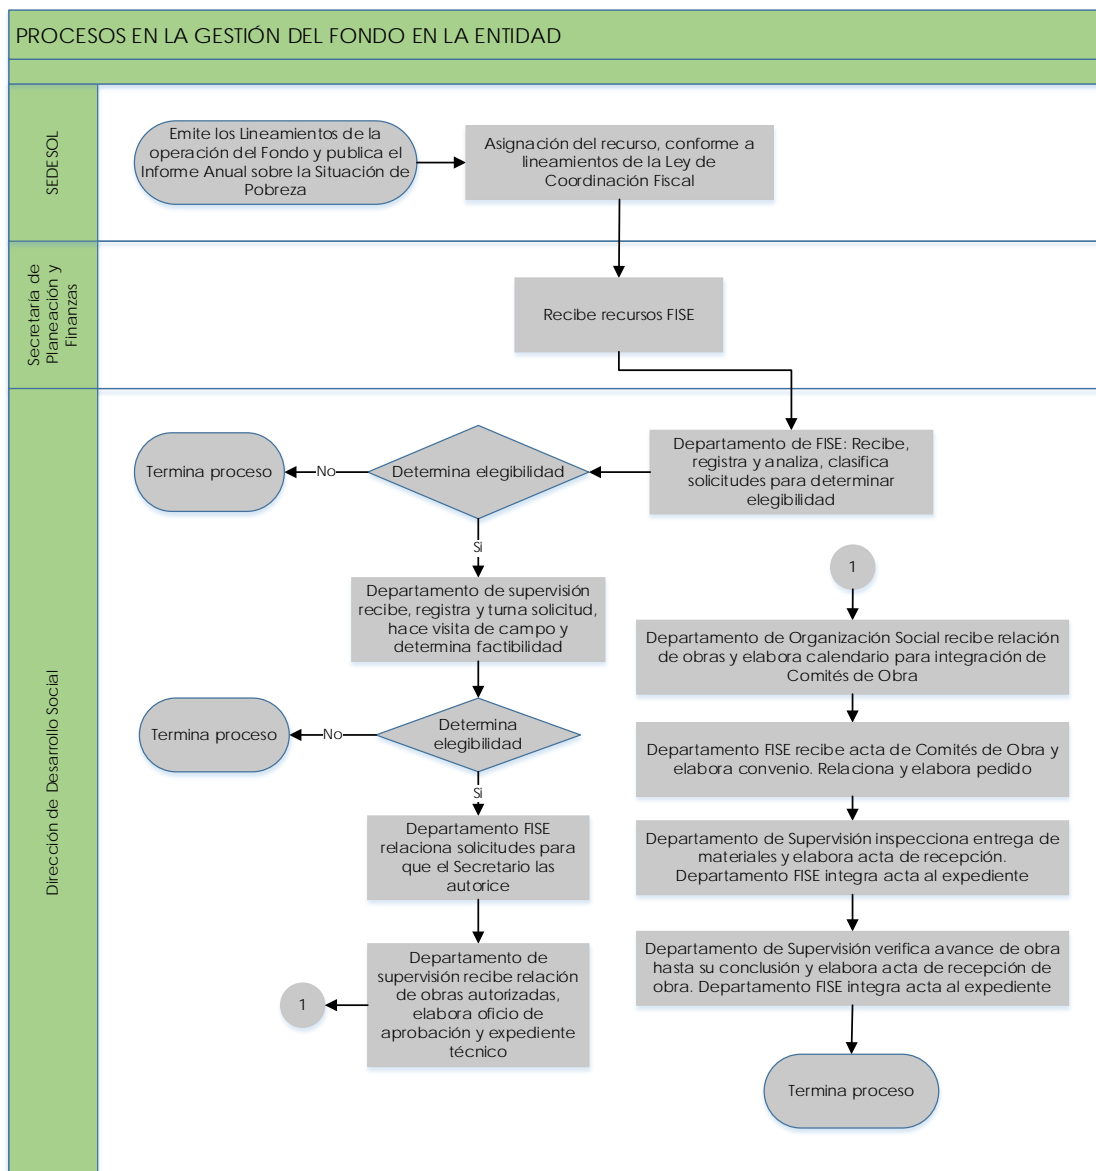 PROCESOS EN LA GESTIÓN DEL FONDO EN LA ENTIDAD
SEDESOL
Emite los Lineamientos de la
operación del Fondo y publica el
Informe Anual sobre la Situación de
Pobreza
Asignación del recurso, conforme a
lineamientos de la Ley de
Coordinación Fiscal
Secretaría de
Planeación y
Finanzas
Recibe recursos FISE
Dirección de Desarrollo Social
Departamento de FISE: Recibe,
registra y analiza, clasifica
solicitudes para determinar
elegibilidad
Determina elegibilidad
No
Termina proceso
Si
Departamento de supervisión
recibe, registra y turna solicitud,
hace visita de campo y
determina factibilidad
Determina
elegibilidad
No
Termina proceso
Si
Departamento FISE
relaciona solicitudes para
que el Secretario las
autorice
Departamento de
supervisión recibe relación
de obras autorizadas,
elabora oficio de
aprobación y expediente
técnico
1
1
Departamento de Organización Social recibe relación
de obras y elabora calendario para integración de
Comités de Obra
Departamento FISE recibe acta de Comités de Obra y
elabora convenio. Relaciona y elabora pedido
Departamento de Supervisión inspecciona entrega de
materiales y elabora acta de recepción.
Departamento FISE integra acta al expediente
Departamento de Supervisión verifica avance de obra
hasta su conclusión y elabora acta de recepción de
obra. Departamento FISE integra acta al expediente
Termina proceso